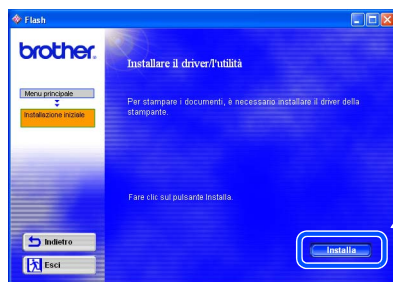 Flash
brother.
Installare il driver/l'utilità
Menu principale
Installazione iniziale
Per stampare i documenti, è necessario installare il driver della
stampante.
Fare clic sul pulsante Installa.
Installa
Indietro
Esci